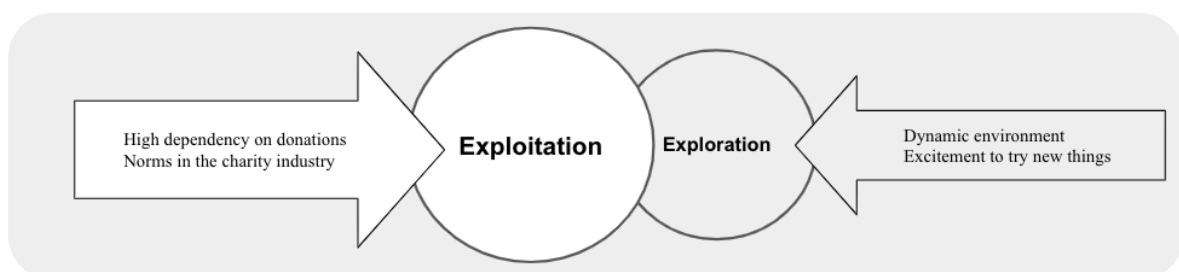 High dependency on donations
Norms in the charity industry
Exploitation
Exploration
Dynamic environment
Excitement to try new things